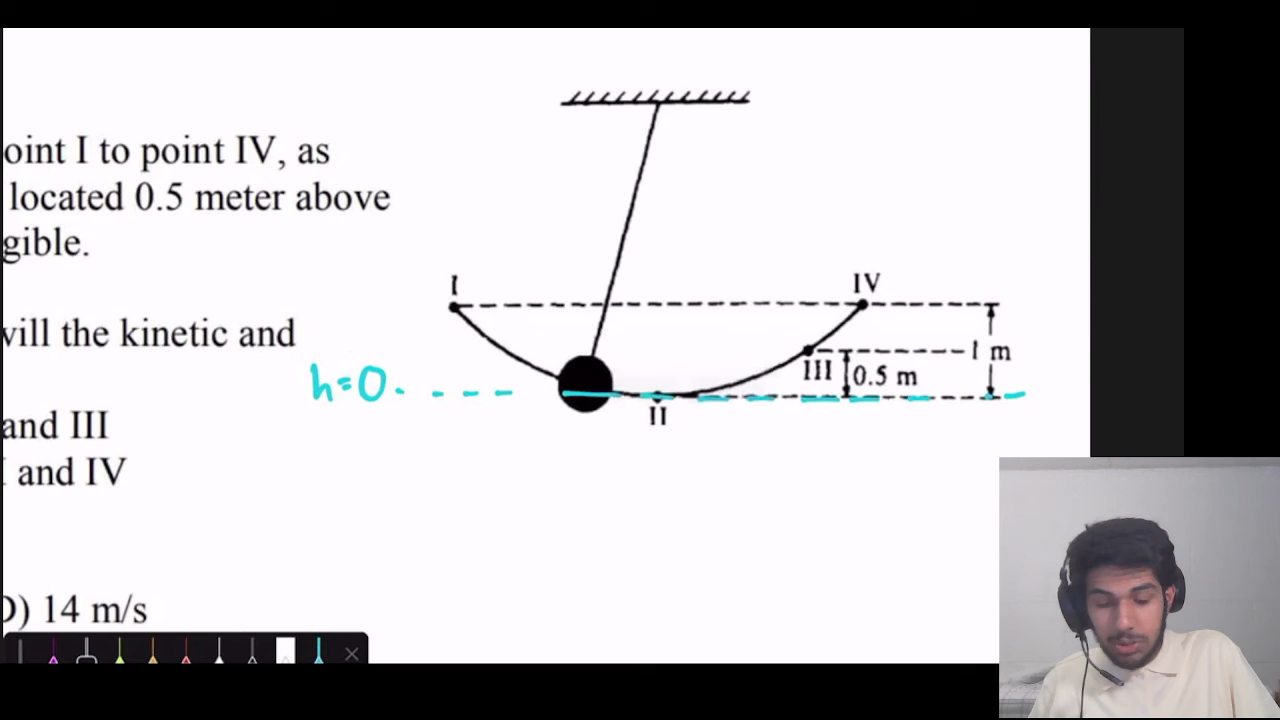 oint I to point IV, as
located 0.5 meter above
gible.
will the kinetic and
and III
I and IV
D) 14 m/s
I
IV
1 m
III
0.5 m
h=0
II